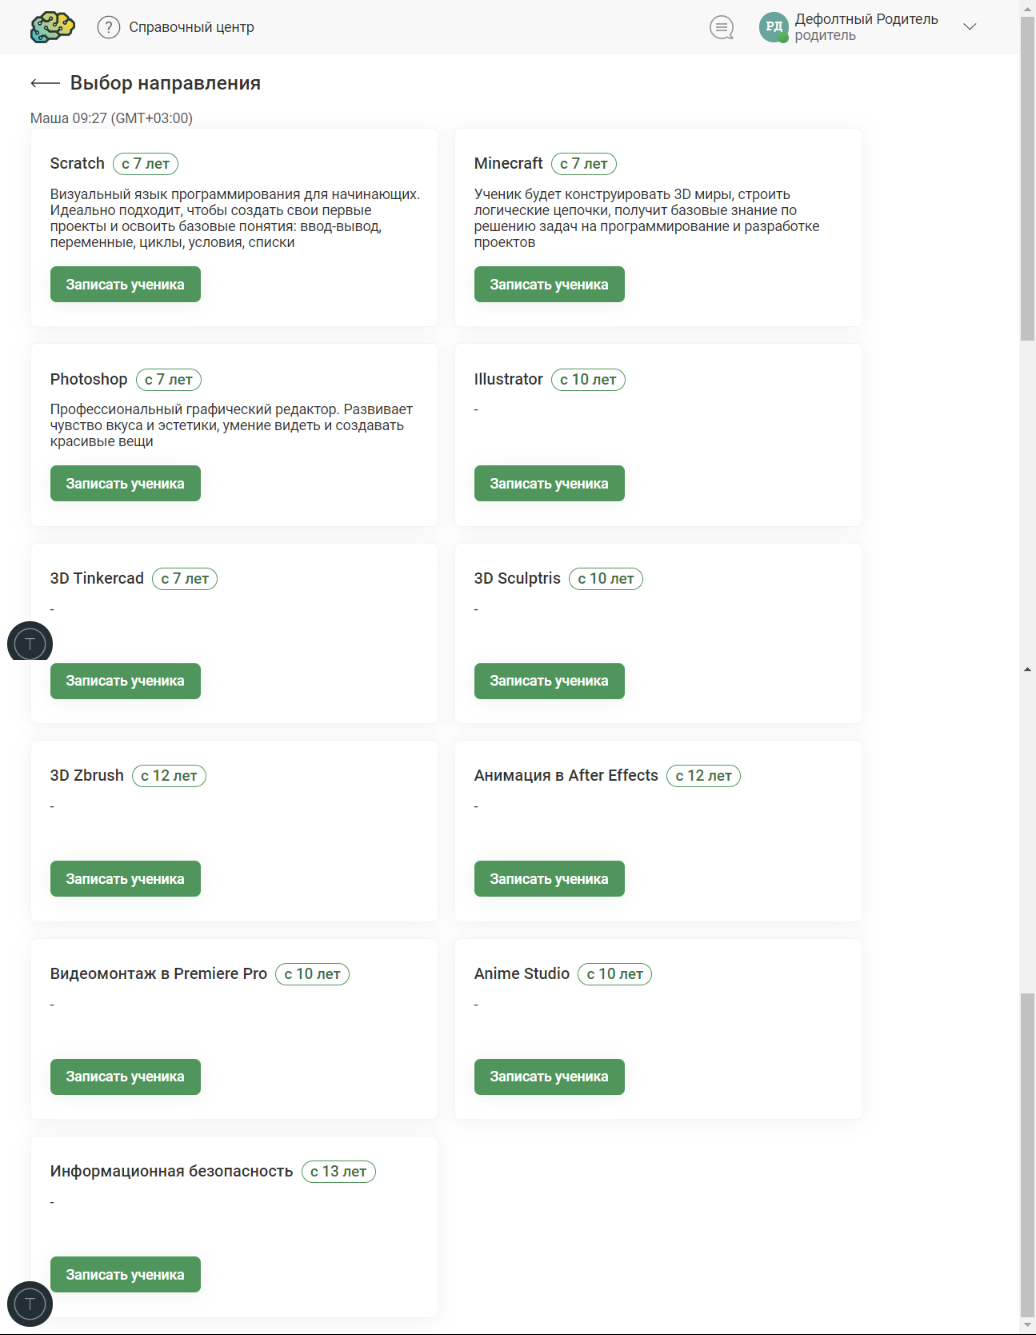 ? Справочный центр
РД
Дефолтный Родитель
родитель
Выбор направления
Маша 09:27 (GMT+03:00)
Scratch с 7 лет
Визуальный язык программирования для начинающих.
Идеально подходит, чтобы создать свои первые
проекты и освоить базовые понятия: ввод-вывод,
переменные, циклы, условия, списки
Записать ученика
Minecraft с 7 лет
Ученик будет конструировать 3D миры, строить
логические цепочки, получит базовые знание по
решению задач на программирование и разработке
проектов
Записать ученика
Photoshop с 7 лет
Профессиональный графический редактор. Развивает
чувство вкуса и эстетики, умение видеть и создавать
красивые вещи
Записать ученика
Illustrator с 10 лет
-
Записать ученика
3D Tinkercad с 7 лет
-
T
Записать ученика
3D Sculptris с 10 лет
-
Записать ученика
3D Zbrush с 12 лет
-
Записать ученика
Анимация в After Effects с 12 лет
-
Записать ученика
Видеомонтаж в Premiere Pro с 10 лет
-
Записать ученика
Anime Studio с 10 лет
-
Записать ученика
Информационная безопасность с 13 лет
-
Записать ученика
T